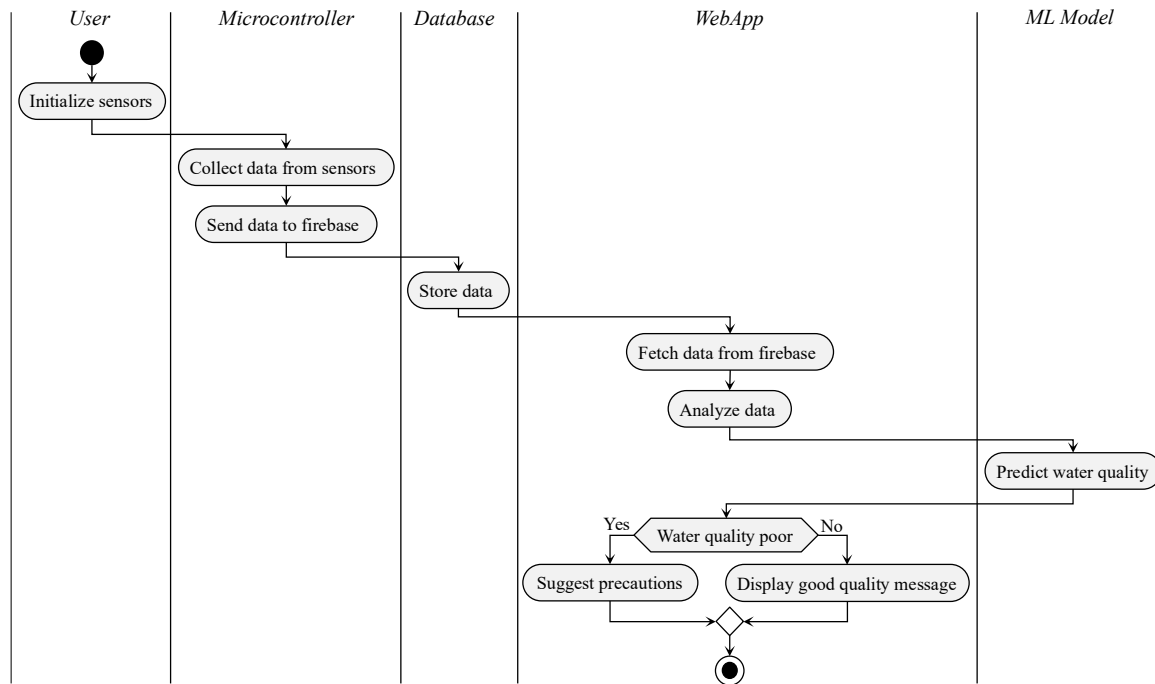 User
Microcontroller
Database
WebApp
ML Model
Initialize sensors
Collect data from sensors
Send data to firebase
Store data
Fetch data from firebase
Analyze data
Predict water quality
Yes
Water quality poor
No
Suggest precautions
Display good quality message